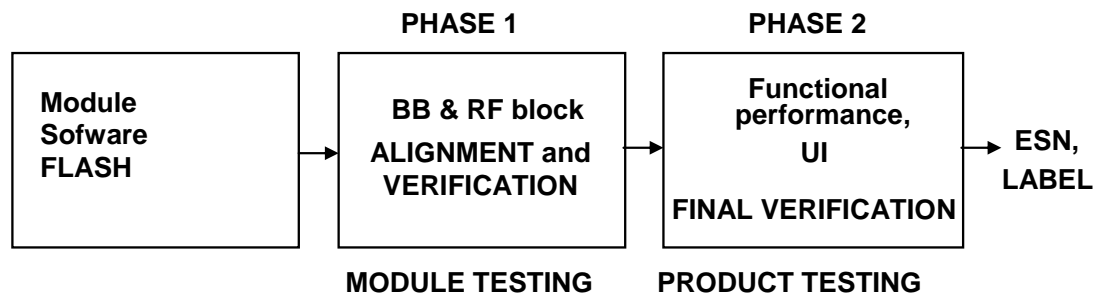 PHASE 1
PHASE 2
Module
Sofware
FLASH
BB & RF block
ALIGNMENT and
VERIFICATION
Functional
performance,
UI
FINAL VERIFICATION
ESN,
LABEL
MODULE TESTING
PRODUCT TESTING